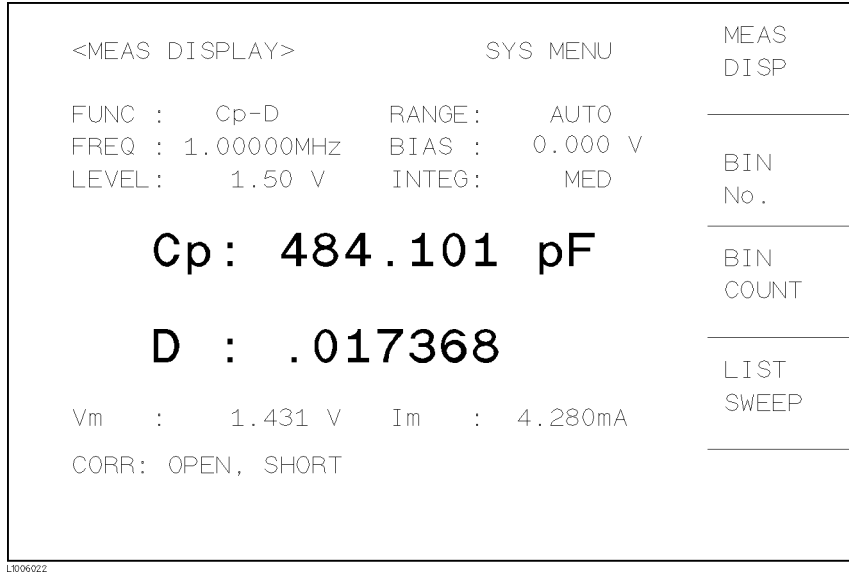 <MEAS DISPLAY> SYS MENU
FUNC : Cp-D RANGE: AUTO
FREQ : 1.00000MHz BIAS : 0.000 V
LEVEL: 1.50 V INTEG: MED
Cp: 484.101 pF
D : .017368
Vm : 1.431 V Im : 4.280mA
CORR: OPEN, SHORT
MEAS
DISP
BIN
No.
BIN
COUNT
LIST
SWEEP
L1006022